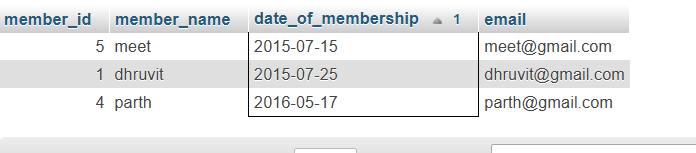 member_id member_name date_of_membership 1 email
5 meet 2015-07-15 meet@gmail.com
1 dhruvit 2015-07-25 dhruvit@gmail.com
4 parth 2016-05-17 parth@gmail.com